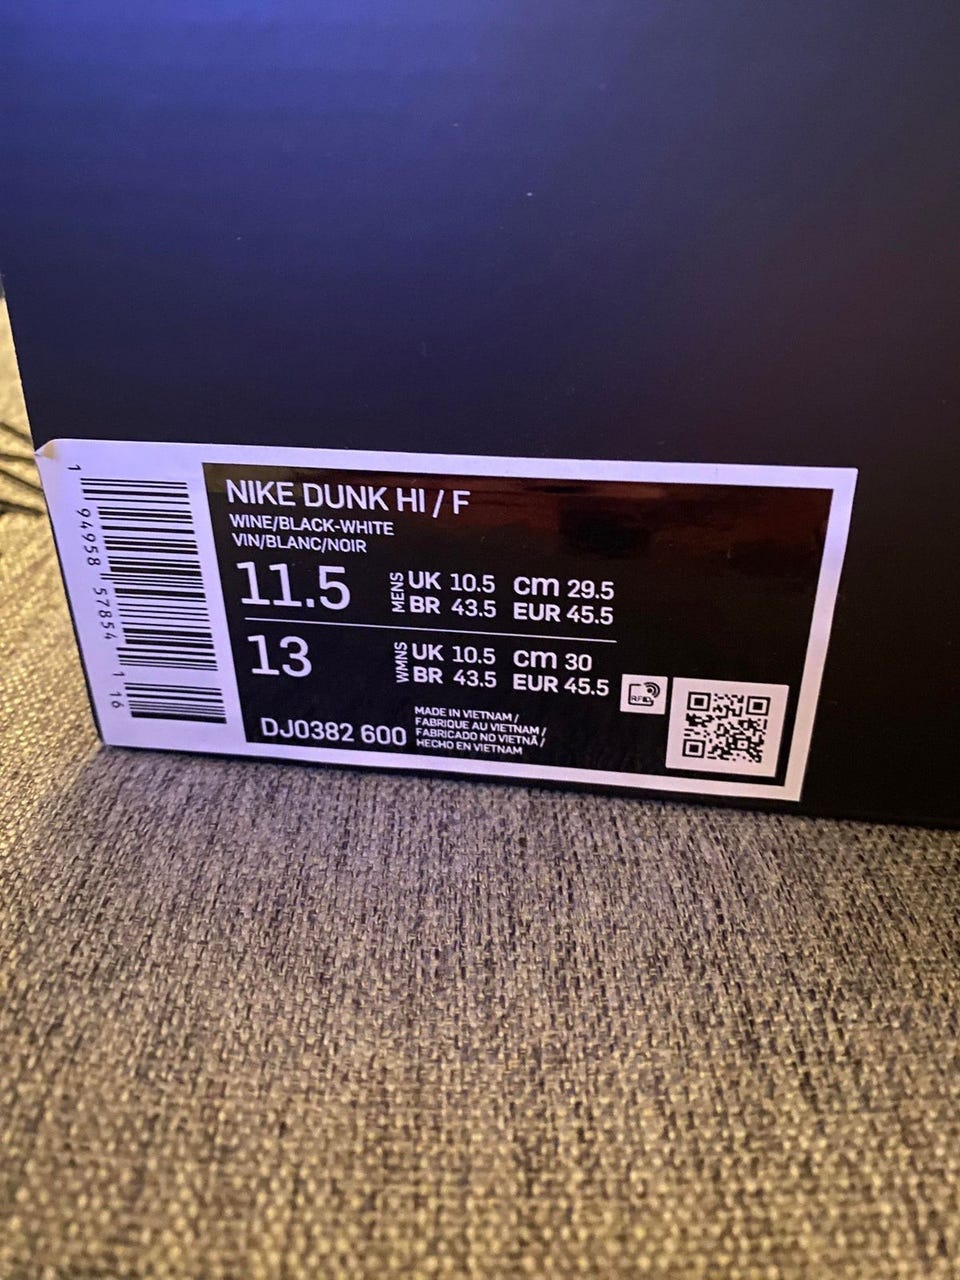 1 94958 57854 1 16
NIKE DUNK HI / F
WINE/BLACK-WHITE
VIN/BLANC/NOIR
11.5 MENS UK 10.5 cm 29.5
BR 43.5 EUR 45.5
13 WMNS UK 10.5 cm 30
BR 43.5 EUR 45.5
RFID
DJ0382 600
MADE IN VIETNAM /
FABRIQUE AU VIETNAM /
FABRICADO NO VIETNÃ /
HECHO EN VIETNAM